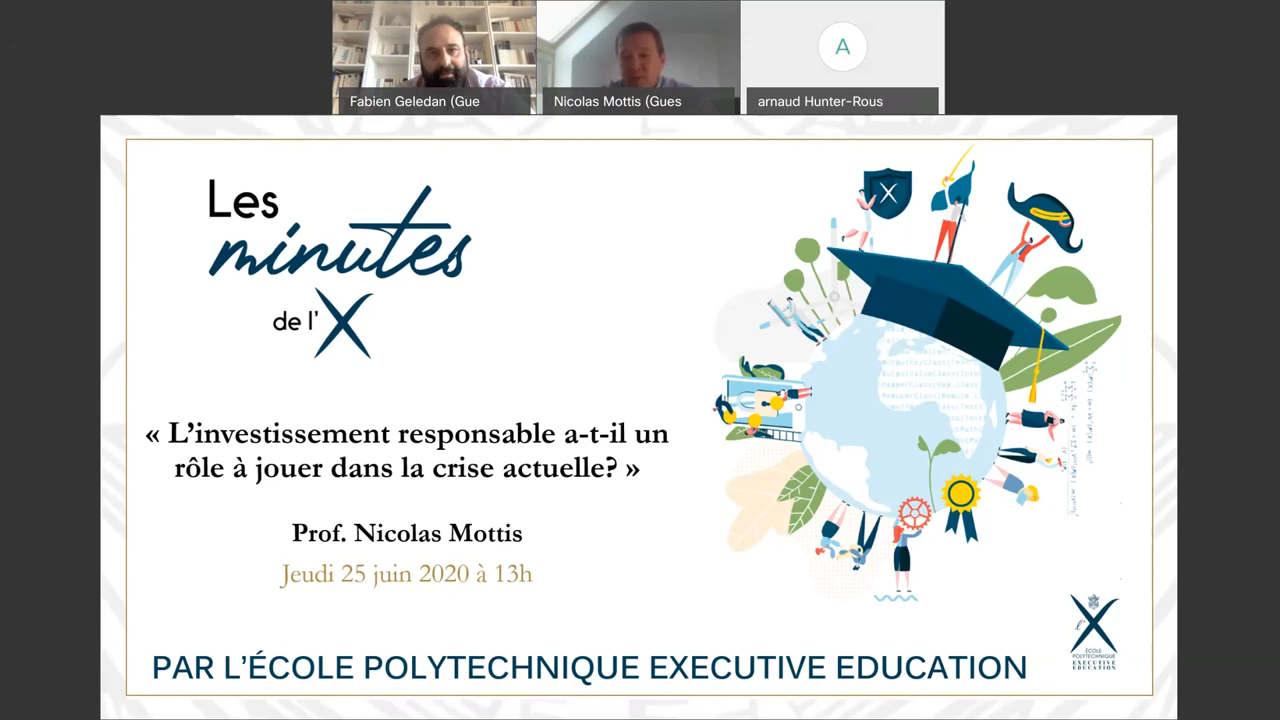 Fabien Geledan (Gue
Nicolas Mottis (Gues
A
arnaud Hunter-Rous
Les
minutes
de l'X
X
« L'investissement responsable a-t-il un
rôle à jouer dans la crise actuelle? »
Prof. Nicolas Mottis
Jeudi 25 juin 2020 à 13h
l'X
ÉCOLE
POLYTECHNIQUE
EXECUTIVE
EDUCATION
PAR L'ÉCOLE POLYTECHNIQUE EXECUTIVE EDUCATION